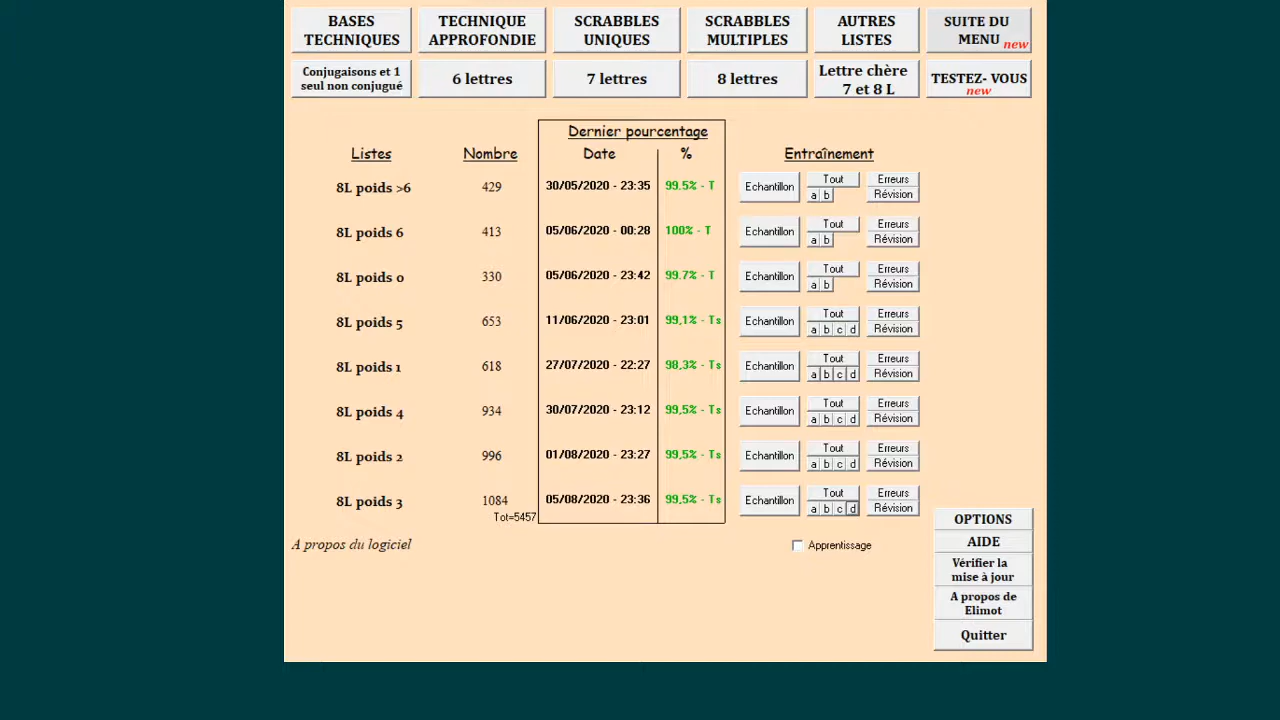 BASES
TECHNIQUES
TECHNIQUE
APPROFONDIE
SCRABBLES
UNIQUES
SCRABBLES
MULTIPLES
AUTRES
LISTES
SUITE DU
MENU new
Conjugaisons et 1
seul non conjugué
6 lettres
7 lettres
8 lettres
Lettre chère
7 et 8 L
TESTEZ- VOUS
new
Dernier pourcentage
Listes Nombre Date % Entraînement
8L poids >6 429 30/05/2020 - 23:35 99.5% - T Echantillon Tout a b Erreurs Révision
8L poids 6 413 05/06/2020 - 00:28 100% - T Echantillon Tout a b Erreurs Révision
8L poids 0 330 05/06/2020 - 23:42 99.7% - T Echantillon Tout a b Erreurs Révision
8L poids 5 653 11/06/2020 - 23:01 99,1% - Ts Echantillon Tout a b c d Erreurs Révision
8L poids 1 618 27/07/2020 - 22:27 98,3% - Ts Echantillon Tout a b c d Erreurs Révision
8L poids 4 934 30/07/2020 - 23:12 99,5% - Ts Echantillon Tout a b c d Erreurs Révision
8L poids 2 996 01/08/2020 - 23:27 99,5% - Ts Echantillon Tout a b c d Erreurs Révision
8L poids 3 1084 05/08/2020 - 23:36 99,5% - Ts Echantillon Tout a b c d Erreurs Révision
Tot=5457
A propos du logiciel
Apprentissage
OPTIONS
AIDE
Vérifier la
mise à jour
A propos de
Elimot
Quitter